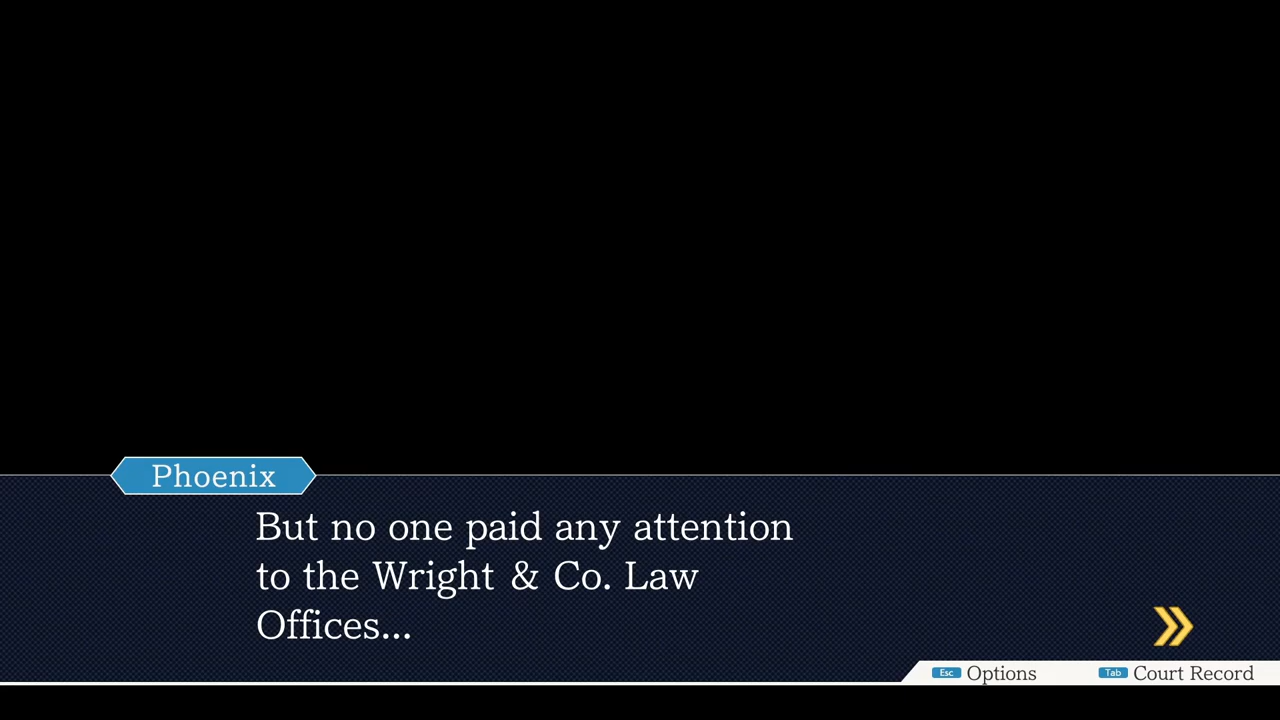 Phoenix
But no one paid any attention
to the Wright & Co. Law
Offices...
Esc Options Tab Court Record